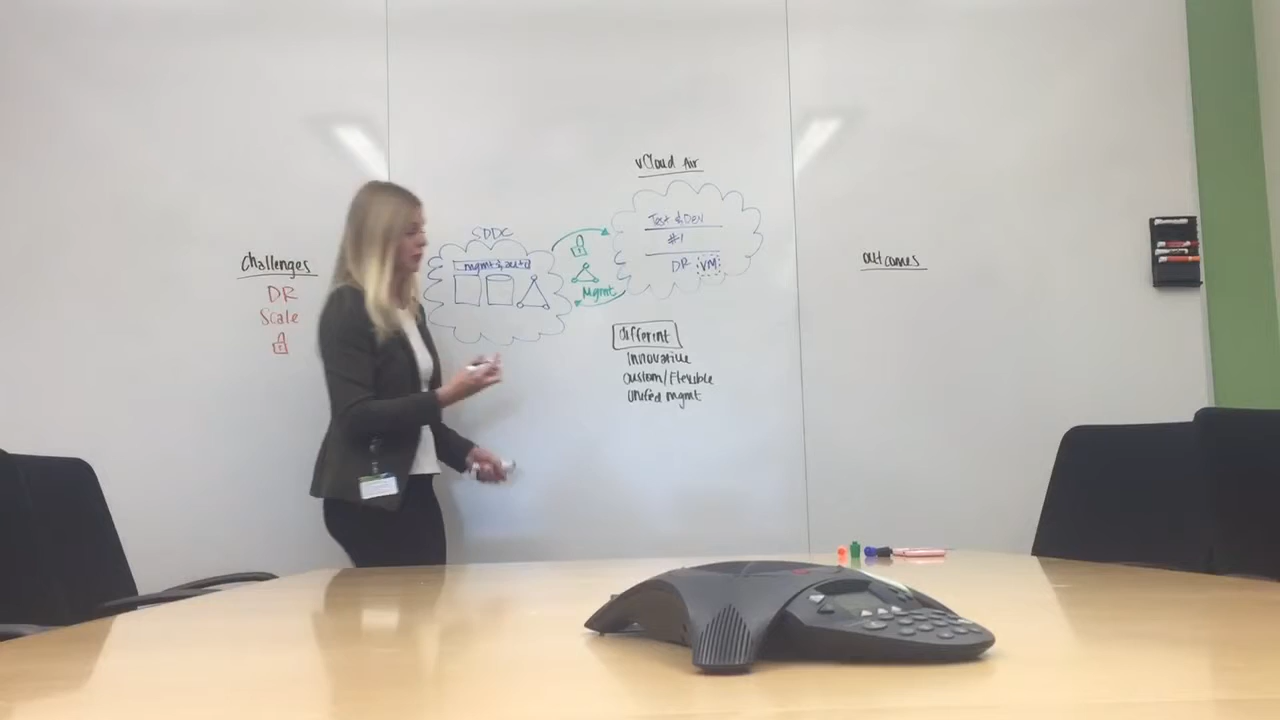 Challenges
DR
Scale
SDDC
mgmt & auto
Mgmt
vCloud Air
Test & Dev
#1
DR VM
different
innovative
custom/Flexible
unified mgmt
outcomes